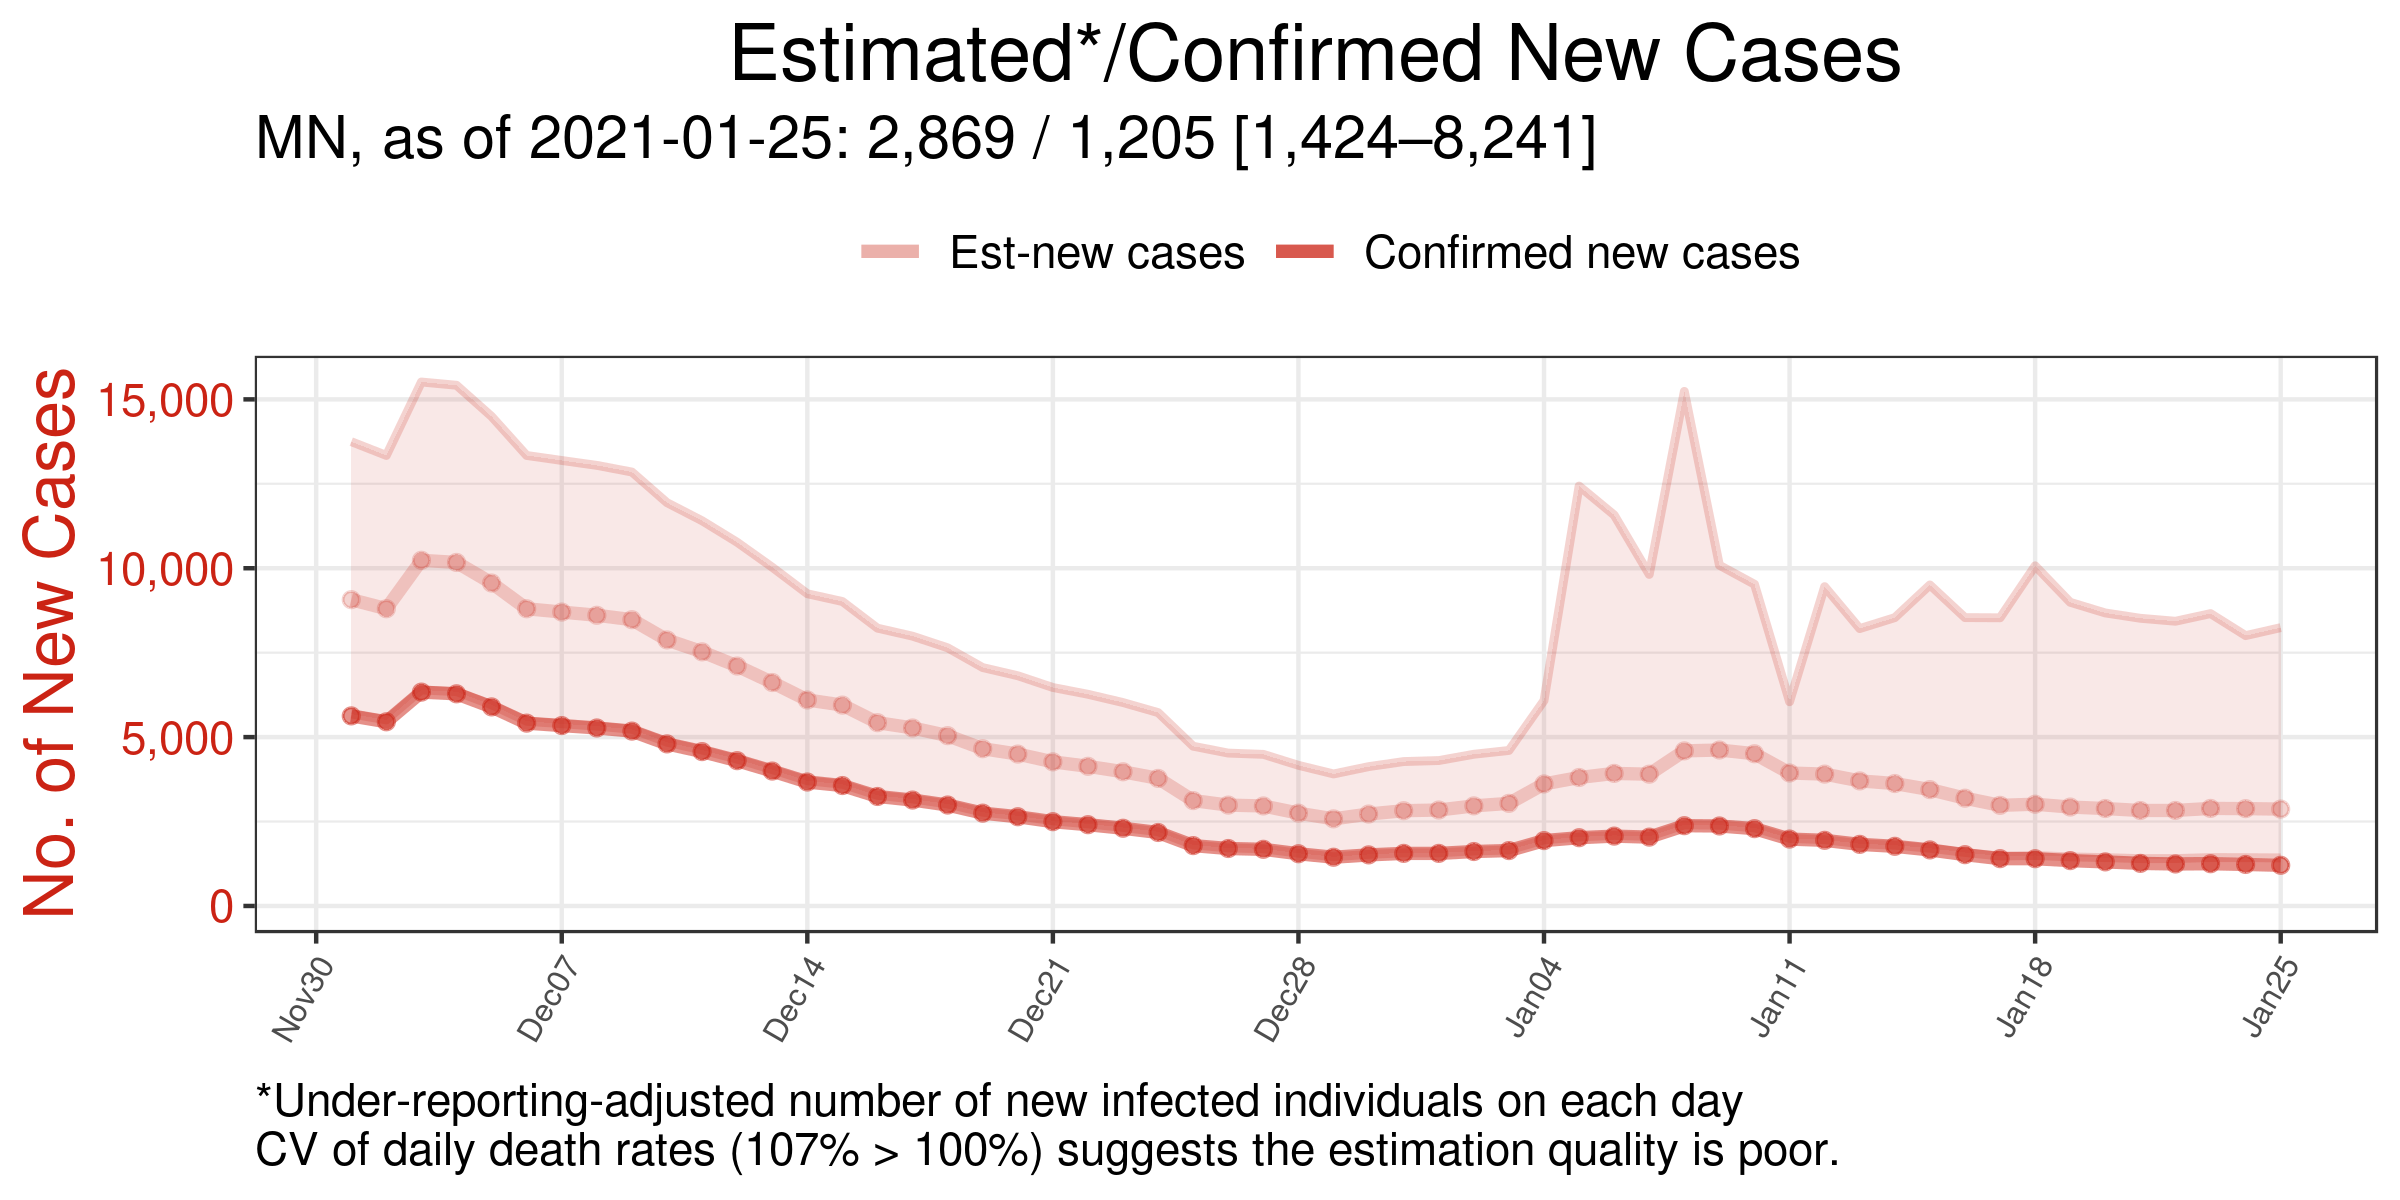 Estimated*/Confirmed New Cases
MN, as of 2021-01-25: 2,869 / 1,205 [1,424–8,241]
Est-new cases
Confirmed new cases
No. of New Cases
15,000
10,000
5,000
0
Nov30
Dec07
Dec14
Dec21
Dec28
Jan04
Jan11
Jan18
Jan25
*Under-reporting-adjusted number of new infected individuals on each day
CV of daily death rates (107% > 100%) suggests the estimation quality is poor.